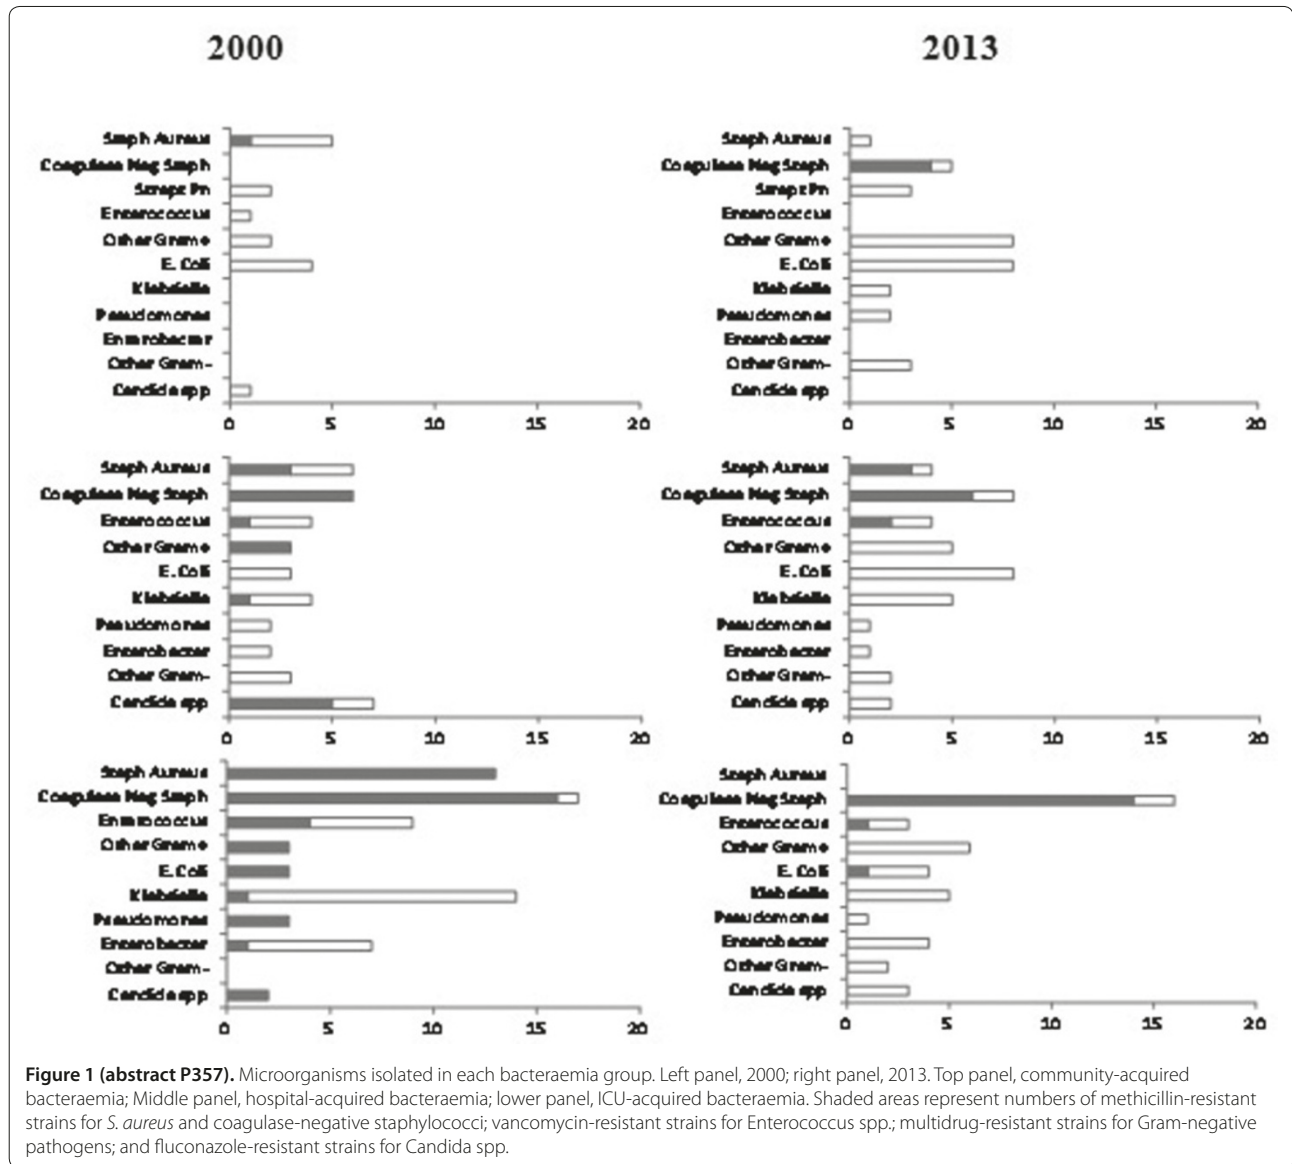 2000
2013
Staph Aureus
Coagulase Neg Staph
Strept Pn
Enterococcus
Other Gram+
E. Coli
Klebsiella
Pseudomonas
Enterobacter
Other Gram-
Candida spp
0 5 10 15 20
Staph Aureus
Coagulase Neg Staph
Strept Pn
Enterococcus
Other Gram+
E. Coli
Klebsiella
Pseudomonas
Enterobacter
Other Gram-
Candida spp
0 5 10 15 20
Staph Aureus
Coagulase Neg Staph
Enterococcus
Other Gram+
E. Coli
Klebsiella
Pseudomonas
Enterobacter
Other Gram-
Candida spp
0 5 10 15 20
Staph Aureus
Coagulase Neg Staph
Enterococcus
Other Gram+
E. Coli
Klebsiella
Pseudomonas
Enterobacter
Other Gram-
Candida spp
0 5 10 15 20
Staph Aureus
Coagulase Neg Staph
Enterococcus
Other Gram+
E. Coli
Klebsiella
Pseudomonas
Enterobacter
Other Gram-
Candida spp
0 5 10 15 20
Staph Aureus
Coagulase Neg Staph
Enterococcus
Other Gram+
E. Coli
Klebsiella
Pseudomonas
Enterobacter
Other Gram-
Candida spp
0 5 10 15 20
Figure 1 (abstract P357). Microorganisms isolated in each bacteraemia group. Left panel, 2000; right panel, 2013. Top panel, community-acquired
bacteraemia; Middle panel, hospital-acquired bacteraemia; lower panel, ICU-acquired bacteraemia. Shaded areas represent numbers of methicillin-resistant
strains for S. aureus and coagulase-negative staphylococci; vancomycin-resistant strains for Enterococcus spp.; multidrug-resistant strains for Gram-negative
pathogens; and fluconazole-resistant strains for Candida spp.